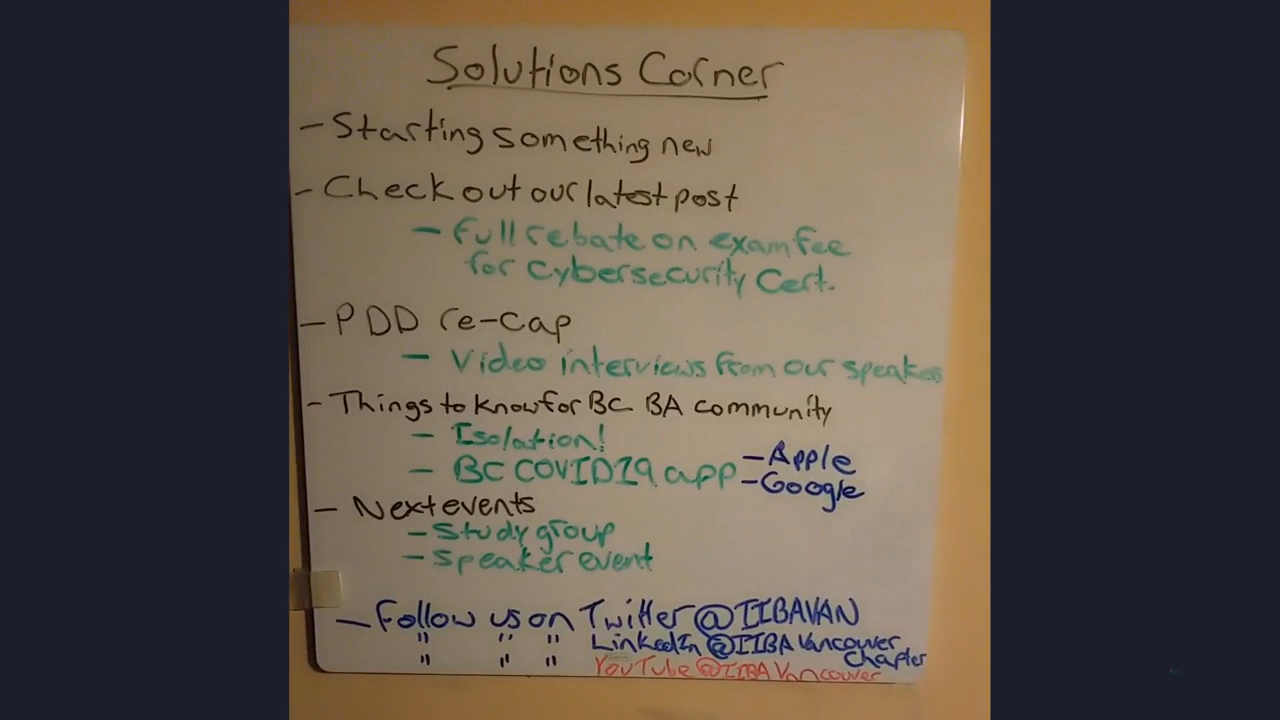 Solutions Corner
- Starting something new
- Check out our latest post
- Full rebate on exam fee
for Cybersecurity Cert.
- PDD re-cap
- Video interviews from our speakers
- Things to know for BC BA community
- Isolation!
- BC COVID19 app - Apple
- Google
- Next events
- Study group
- Speaker event
- Follow us on Twitter @IIBAVAN
" " " LinkedIn @IIBA Vancouver
Chapter
" " " YouTube @IIBA Vancouver